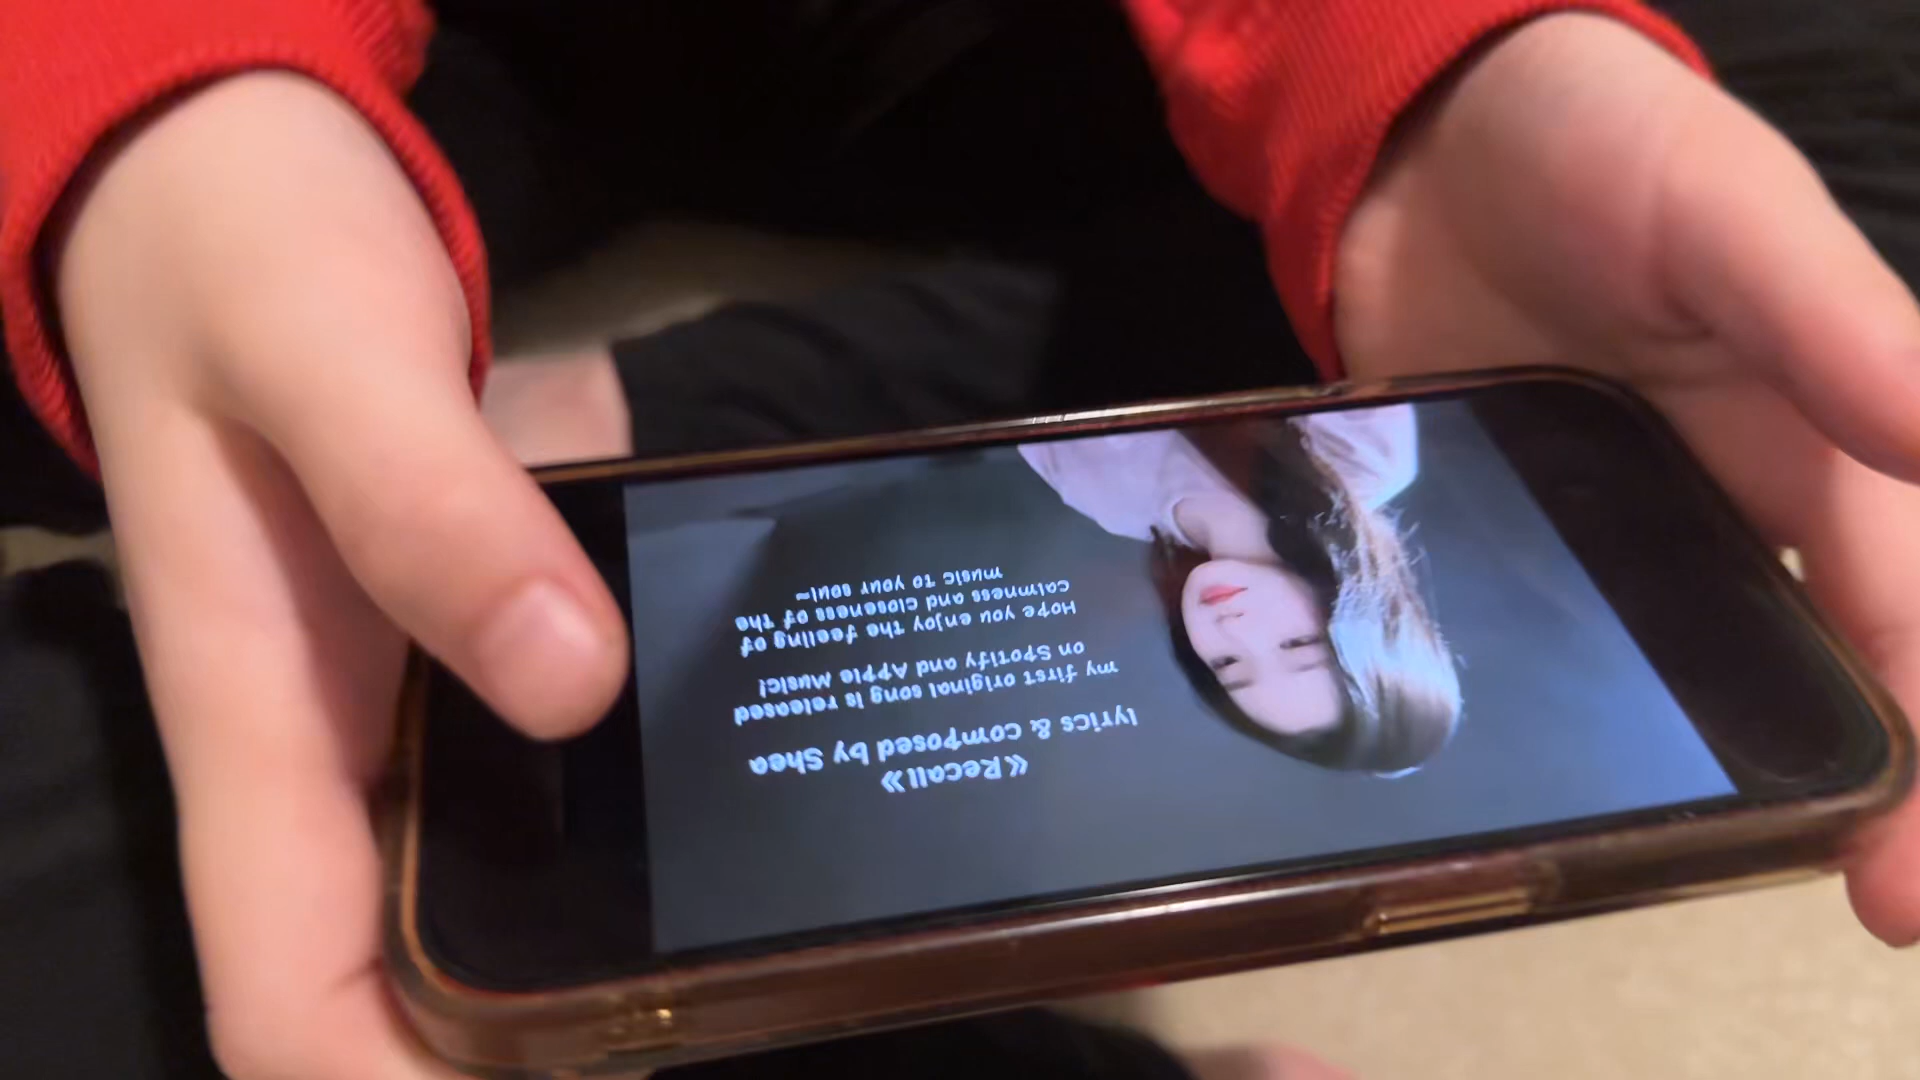 《Recall》
lyrics & composed by Shea
my first original song is released
on Spotify and Apple Music!
Hope you enjoy the feeling of
calmness and closeness of the
music to your soul~